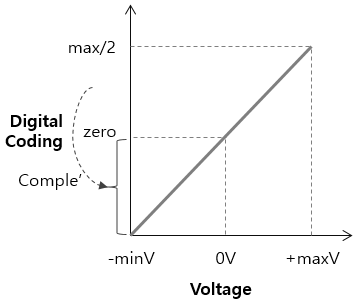 max/2
Digital
Coding
zero
Comple'
-minV
0V
+maxV
Voltage